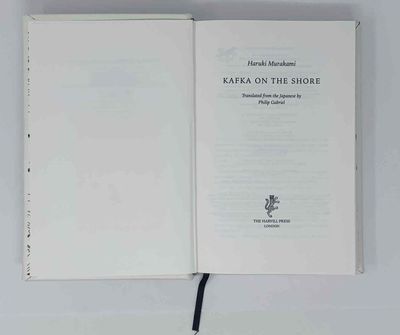 Haruki Murakami
KAFKA ON THE SHORE
Translated from the Japanese by
Philip Gabriel
THE HARVILL PRESS
LONDON